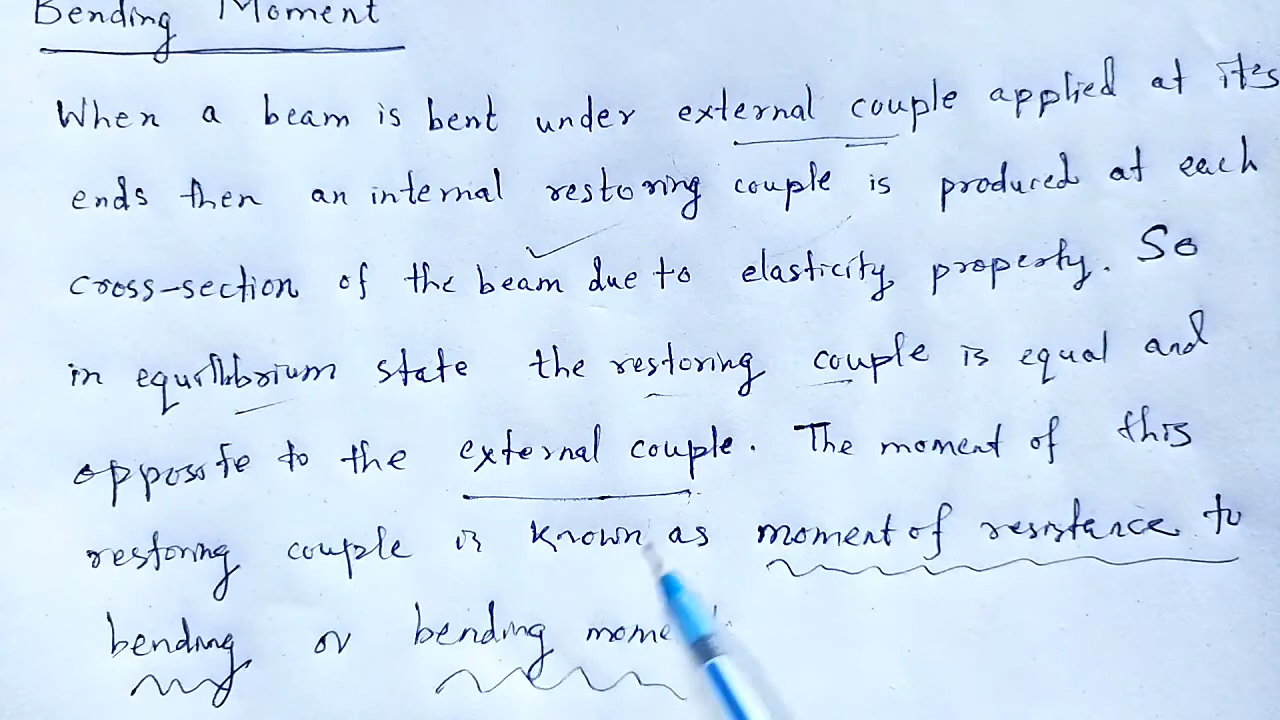 Bending Moment
When a beam is bent under external couple applied at its
ends then an internal restoring couple is produced at each
cross-section of the beam due to elasticity property. So
in equilibrium state the restoring couple is equal and
opposite to the external couple. The moment of this
restoring couple is known as moment of resistance to
bending or bending mome